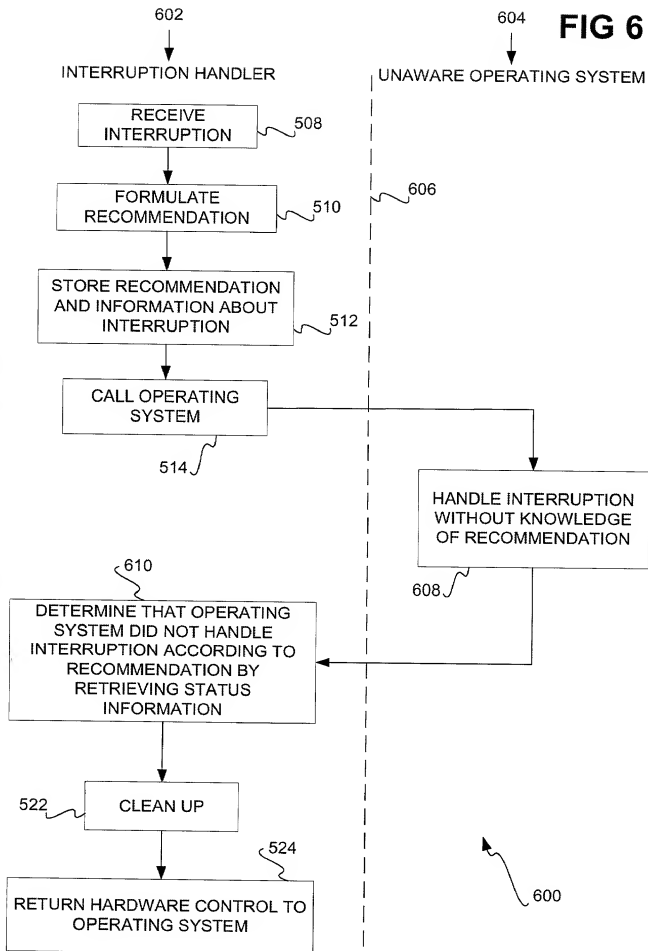 602
604
FIG 6
INTERRUPTION HANDLER
UNAWARE OPERATING SYSTEM
RECEIVE
INTERRUPTION
508
FORMULATE
RECOMMENDATION
510
606
STORE RECOMMENDATION
AND INFORMATION ABOUT
INTERRUPTION
512
CALL OPERATING
SYSTEM
514
HANDLE INTERRUPTION
WITHOUT KNOWLEDGE
OF RECOMMENDATION
608
610
DETERMINE THAT OPERATING
SYSTEM DID NOT HANDLE
INTERRUPTION ACCORDING TO
RECOMMENDATION BY
RETRIEVING STATUS
INFORMATION
522
CLEAN UP
524
RETURN HARDWARE CONTROL TO
OPERATING SYSTEM
600